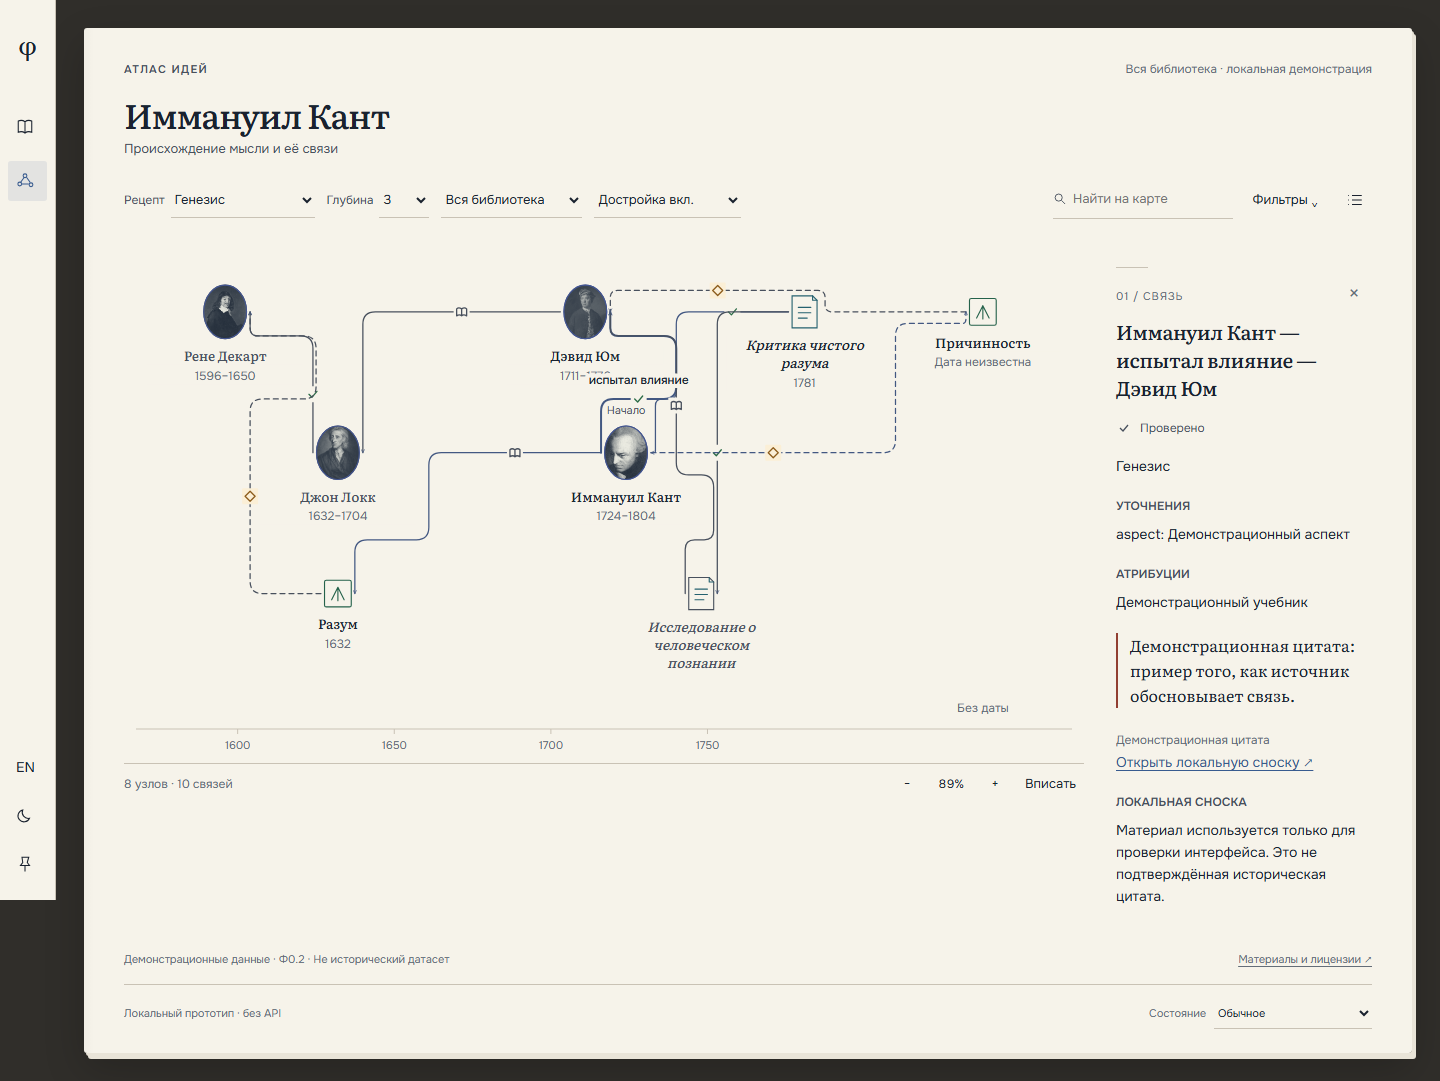 φ
АТЛАС ИДЕЙ
Вся библиотека · локальная демонстрация
Иммануил Кант
Происхождение мысли и её связи
Рецепт Генезис Глубина 3 Вся библиотека Достройка вкл.
Найти на карте Фильтры
Рене Декарт
1596–1650
Дэвид Юм
1711–1776
испытал влияние
Начало
Критика чистого
разума
1781
Причинность
Дата неизвестна
Джон Локк
1632–1704
Иммануил Кант
1724–1804
Разум
1632
Исследование о
человеческом
познании
Без даты
1600 1650 1700 1750
8 узлов · 10 связей
− 89% + Вписать
01 / СВЯЗЬ
×
Иммануил Кант —
испытал влияние —
Дэвид Юм
Проверено
Генезис
УТОЧНЕНИЯ
aspect: Демонстрационный аспект
АТРИБУЦИИ
Демонстрационный учебник
Демонстрационная цитата:
пример того, как источник
обосновывает связь.
Демонстрационная цитата
Открыть локальную сноску ↗
ЛОКАЛЬНАЯ СНОСКА
Материал используется только для
проверки интерфейса. Это не
подтверждённая историческая
цитата.
EN
Демонстрационные данные · Ф0.2 · Не исторический датасет
Материалы и лицензии ↗
Локальный прототип · без API
Состояние Обычное